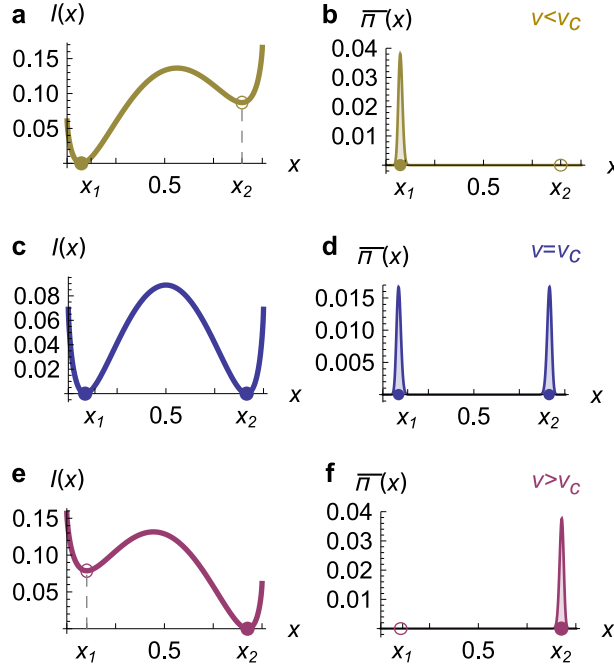 a I(x)
0.15
0.10
0.05
x
x1 0.5 x2
b Π(x) v<vc
0.04
0.03
0.02
0.01
x
x1 0.5 x2
c I(x)
0.08
0.06
0.04
0.02
x
x1 0.5 x2
d Π(x) v=vc
0.015
0.010
0.005
x
x1 0.5 x2
e I(x)
0.15
0.10
0.05
x
x1 0.5 x2
f Π(x) v>vc
0.04
0.03
0.02
0.01
x
x1 0.5 x2